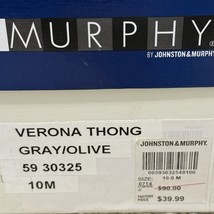 MURPHY
BY JOHNSTON & MURPHY.
VERONA THONG
GRAY/OLIVE
59 30325
10M
JOHNSTON & MURPHY.
10.0 M
$90.00
PRICE $39.99